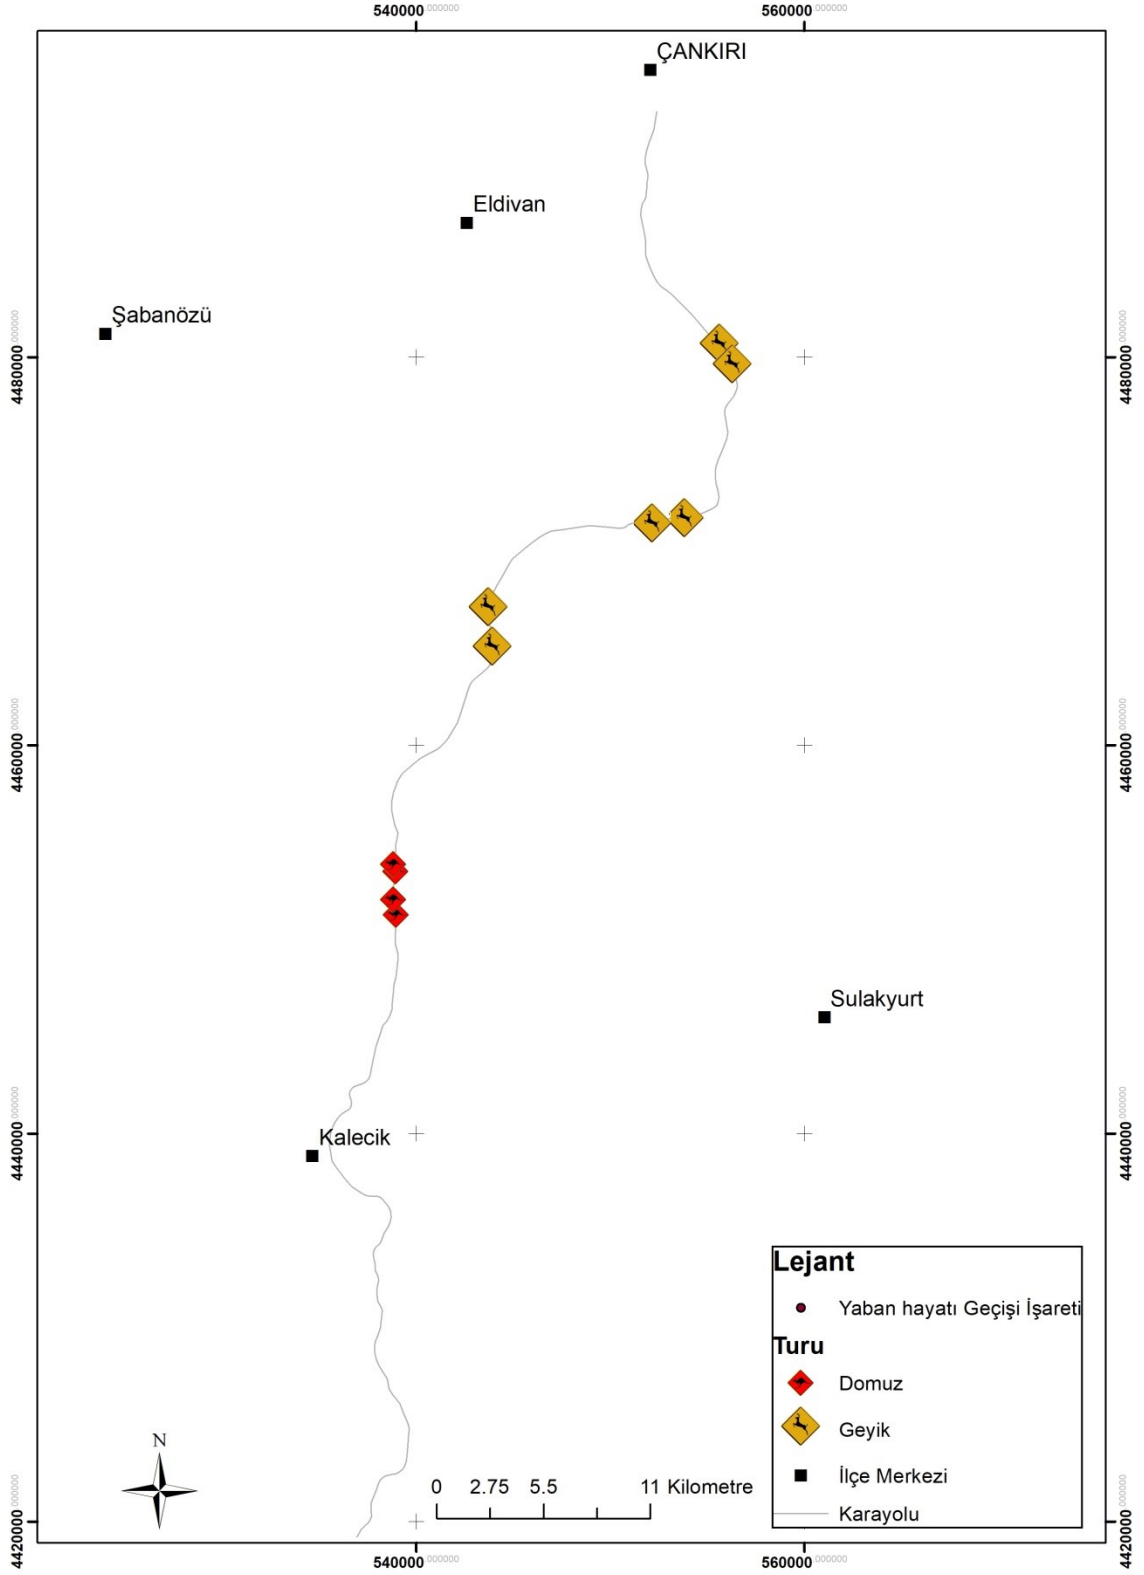 540000.000000 560000.000000
ÇANKIRI
Eldivan
Şabanözü
4480000.000000 4480000.000000
4460000.000000 4460000.000000
Sulakyurt
Kalecik
4440000.000000 4440000.000000
Lejant
Yaban hayatı Geçişi İşareti
Turu
Domuz
Geyik
İlçe Merkezi
Karayolu
N
0 2.75 5.5 11 Kilometre
4420000.000000 4420000.000000
540000.000000 560000.000000